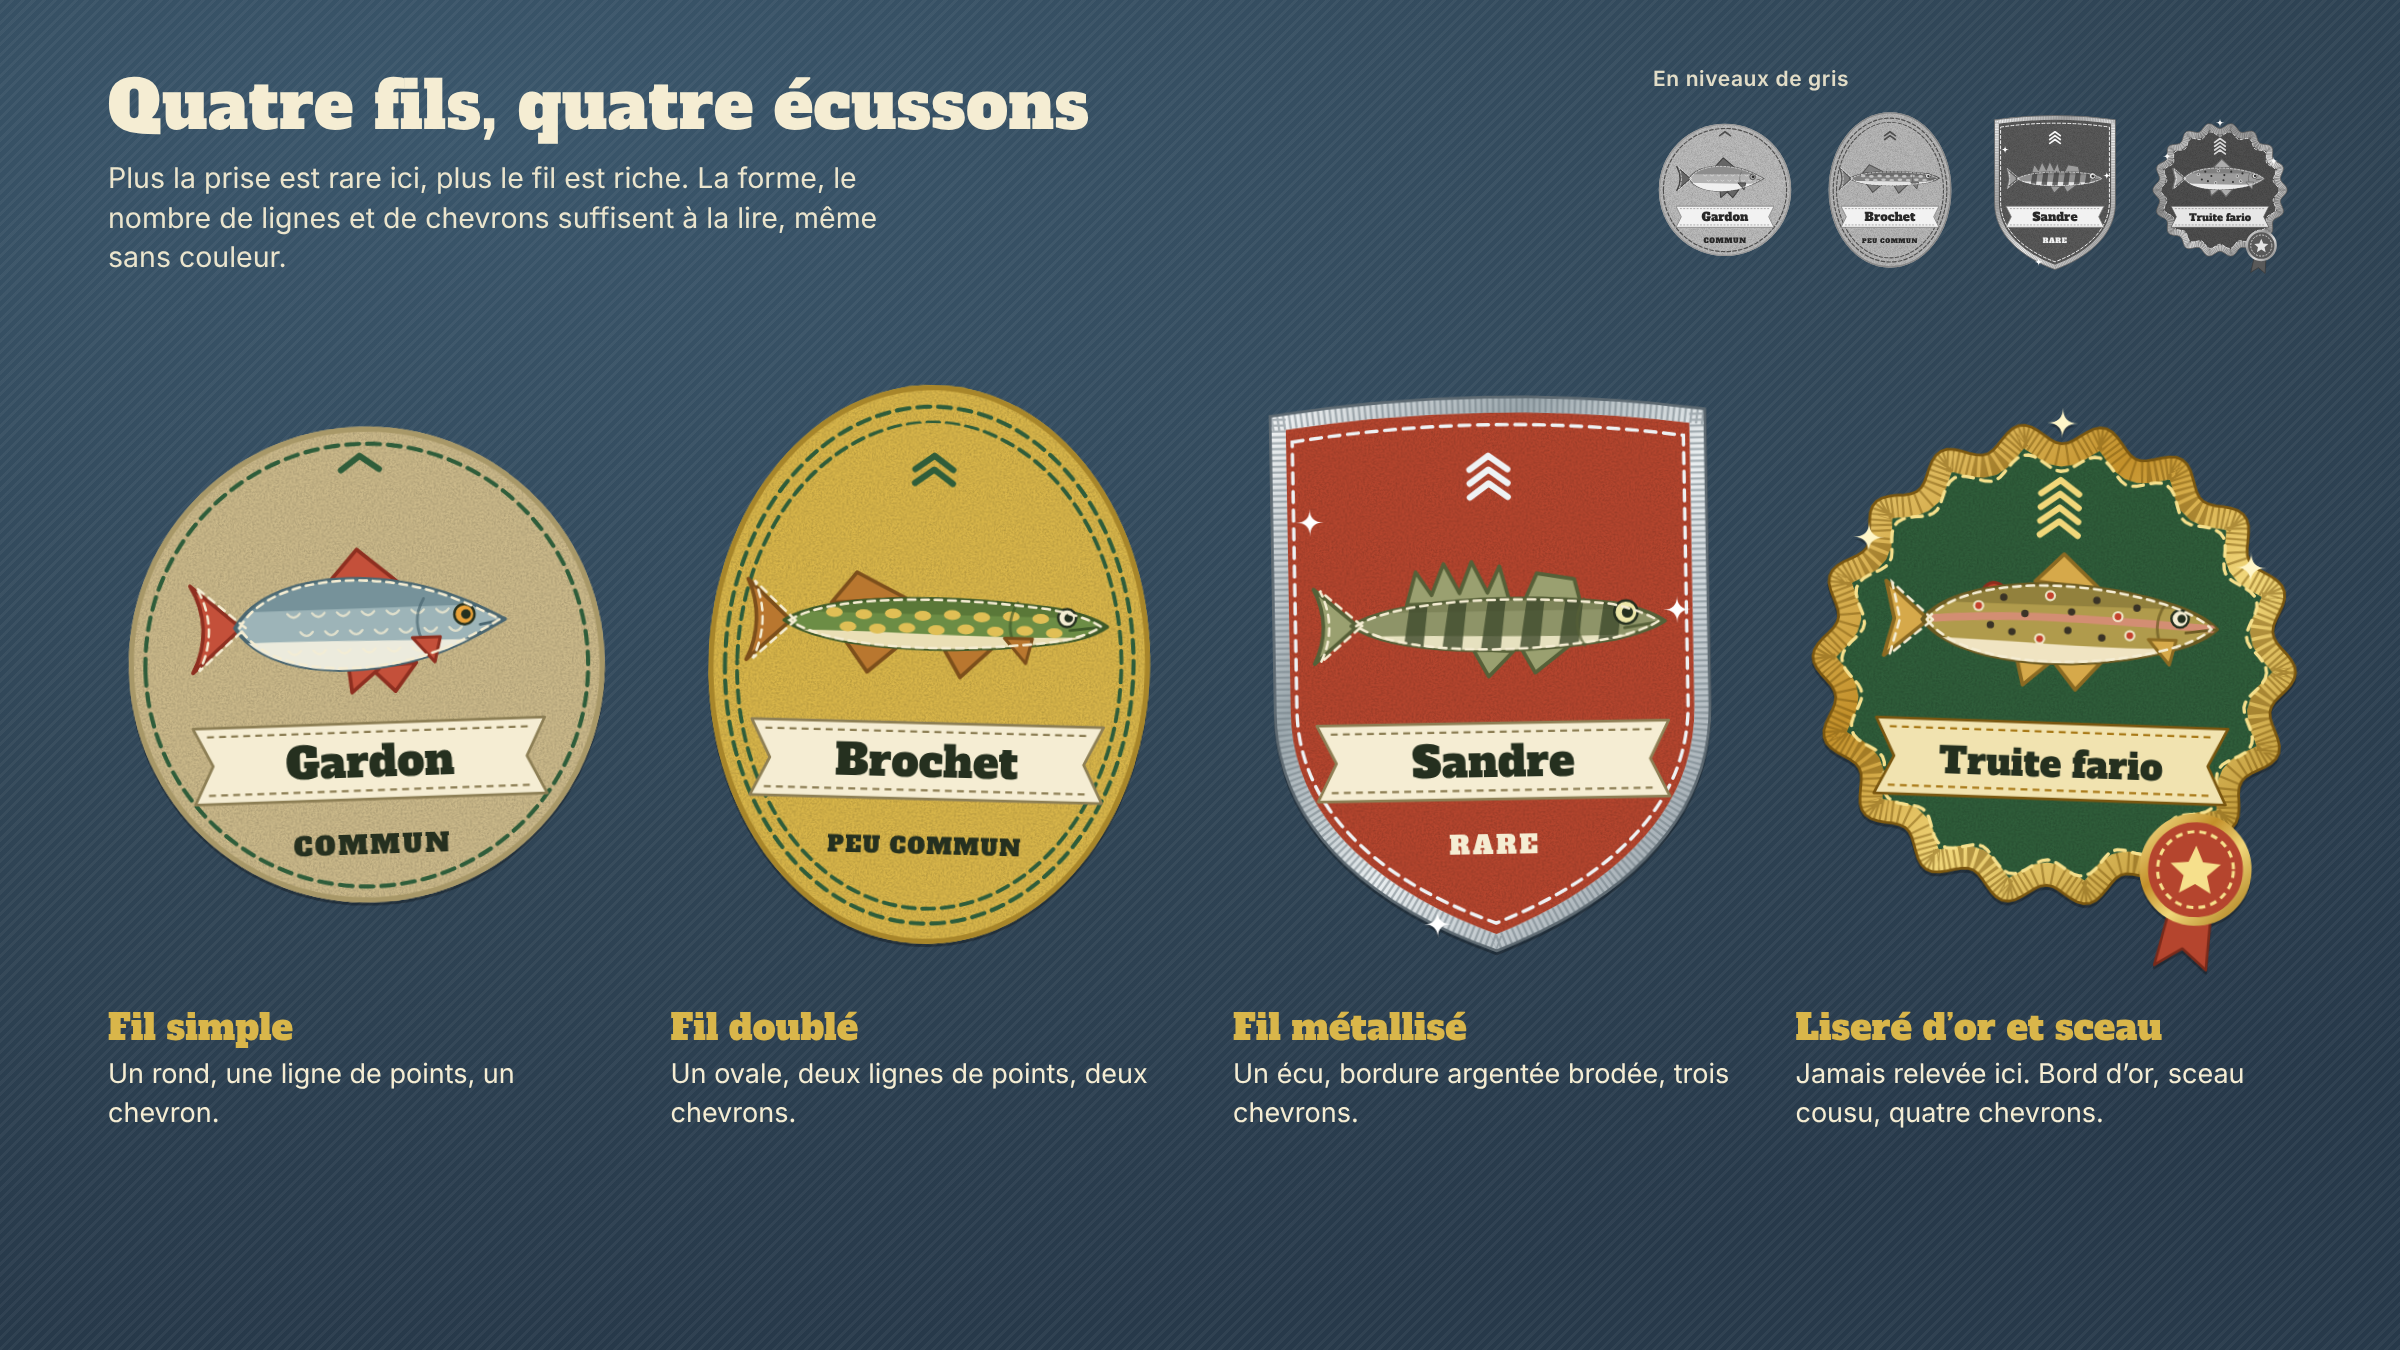 Quatre fils, quatre écussons
Plus la prise est rare ici, plus le fil est riche. La forme, le
nombre de lignes et de chevrons suffisent à la lire, même
sans couleur.
En niveaux de gris
Gardon
COMMUN
Brochet
PEU COMMUN
Sandre
RARE
Truite fario
Gardon
COMMUN
Brochet
PEU COMMUN
Sandre
RARE
Truite fario
Fil simple
Un rond, une ligne de points, un
chevron.
Fil doublé
Un ovale, deux lignes de points, deux
chevrons.
Fil métallisé
Un écu, bordure argentée brodée, trois
chevrons.
Liseré d’or et sceau
Jamais relevée ici. Bord d’or, sceau
cousu, quatre chevrons.